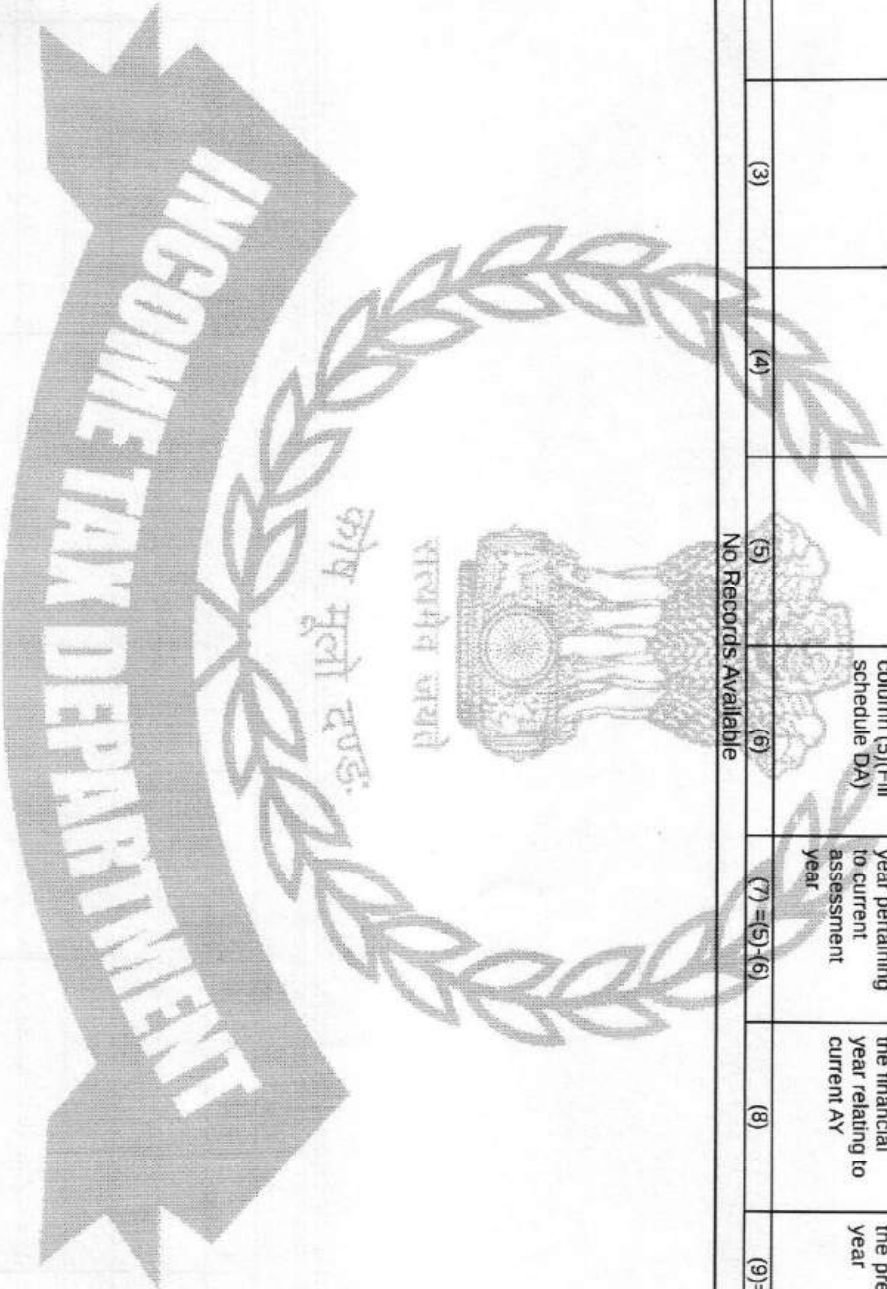 column (5)(Fill
schedule DA)
year pertaining
to current
assessment
year
the financial
year relating to
current AY
year
(3) (4) (5) (6) (7) =(5)-(6) (8) (9)=
No Records Available
सत्यमेव जयते
कोष मूलो दण्ड:
INCOME TAX DEPARTMENT